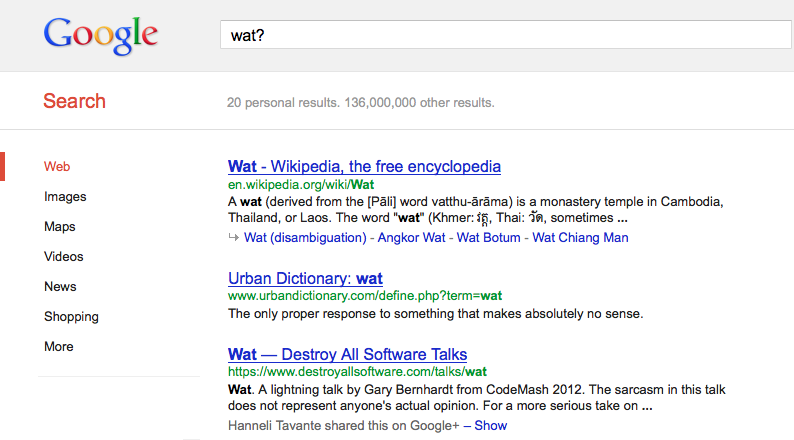 Google
wat?
Search
20 personal results. 136,000,000 other results.
Web
Images
Maps
Videos
News
Shopping
More
Wat - Wikipedia, the free encyclopedia
en.wikipedia.org/wiki/Wat
A wat (derived from the [Pāli] word vatthu-ārāma) is a monastery temple in Cambodia,
Thailand, or Laos. The word "wat" (Khmer: វត្ត, Thai: วัด, sometimes ...
↳ Wat (disambiguation) - Angkor Wat - Wat Botum - Wat Chiang Man
Urban Dictionary: wat
www.urbandictionary.com/define.php?term=wat
The only proper response to something that makes absolutely no sense.
Wat — Destroy All Software Talks
https://www.destroyallsoftware.com/talks/wat
Wat. A lightning talk by Gary Bernhardt from CodeMash 2012. The sarcasm in this talk
does not represent anyone's actual opinion. For a more serious take on ...
Hanneli Tavante shared this on Google+ – Show